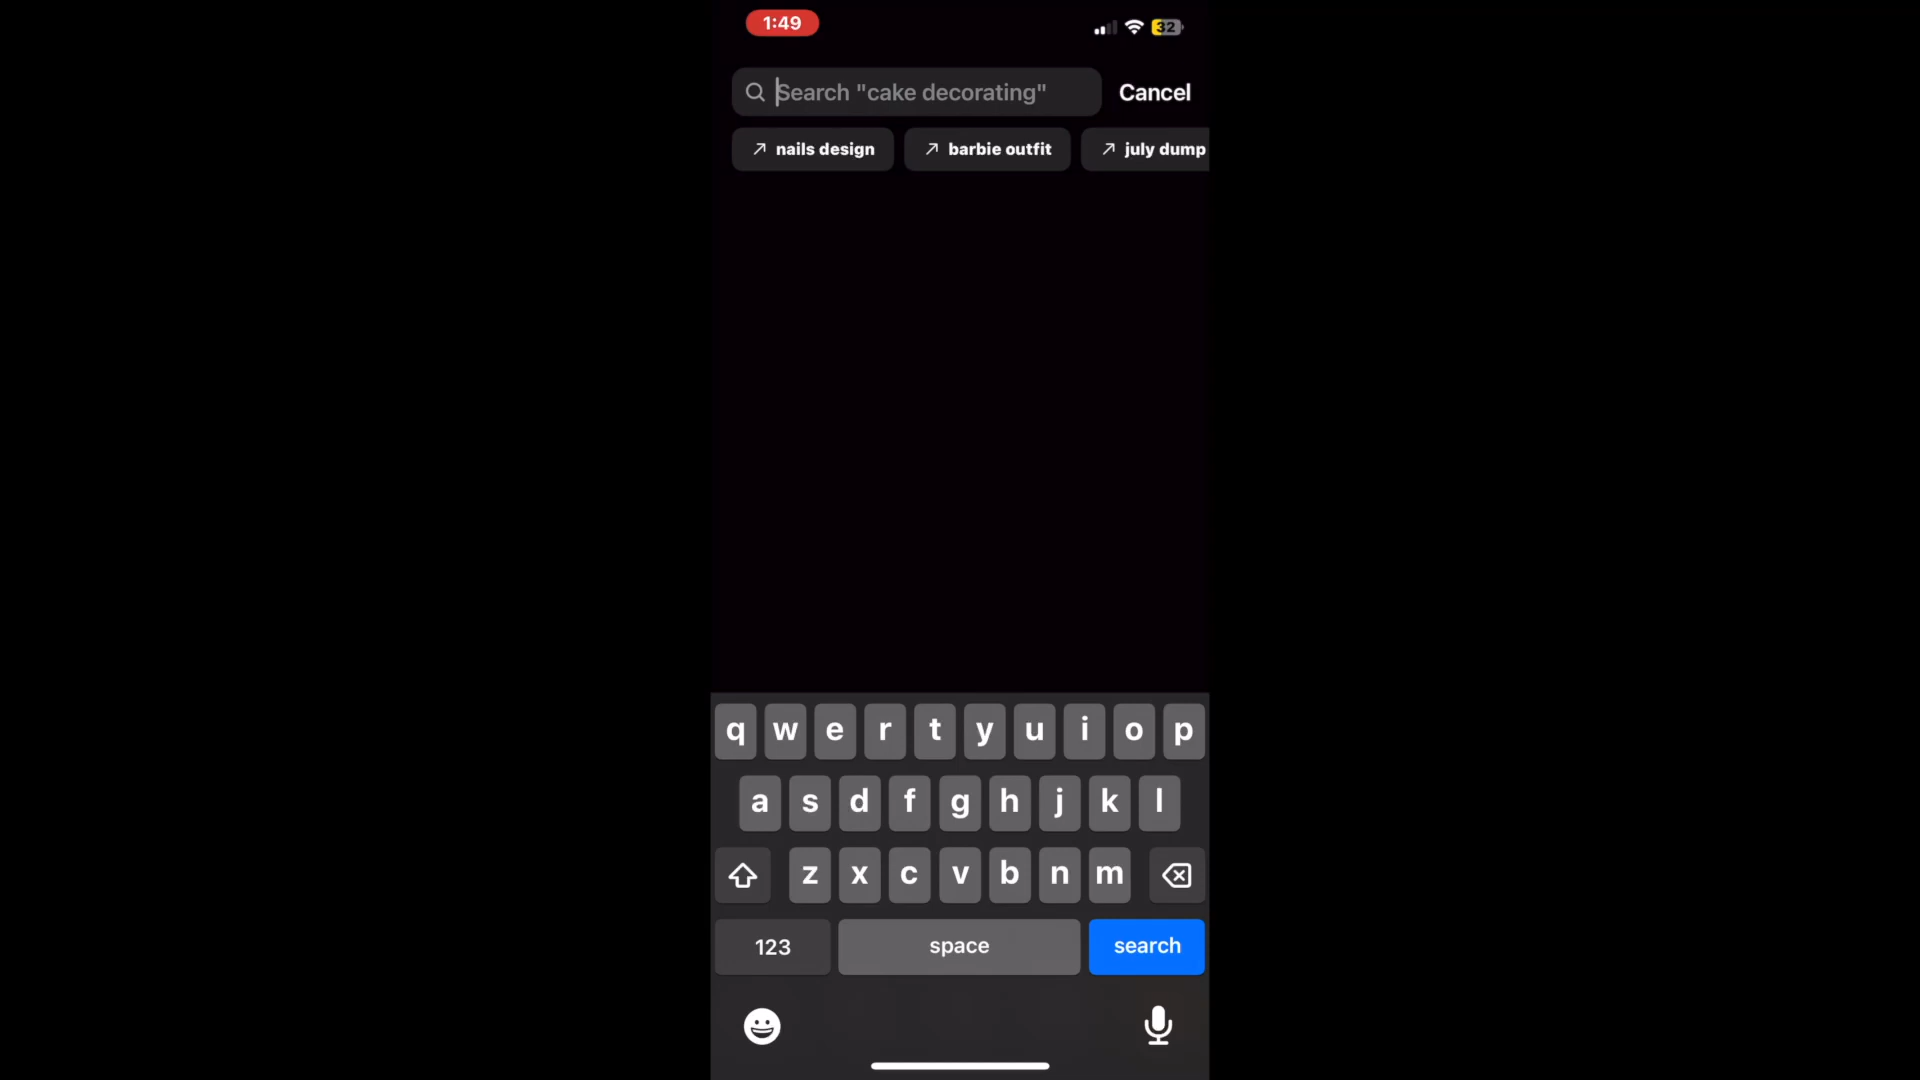 1:49
32
Search "cake decorating"
Cancel
nails design
barbie outfit
july dump
q w e r t y u i o p
a s d f g h j k l
z x c v b n m
123
space
search